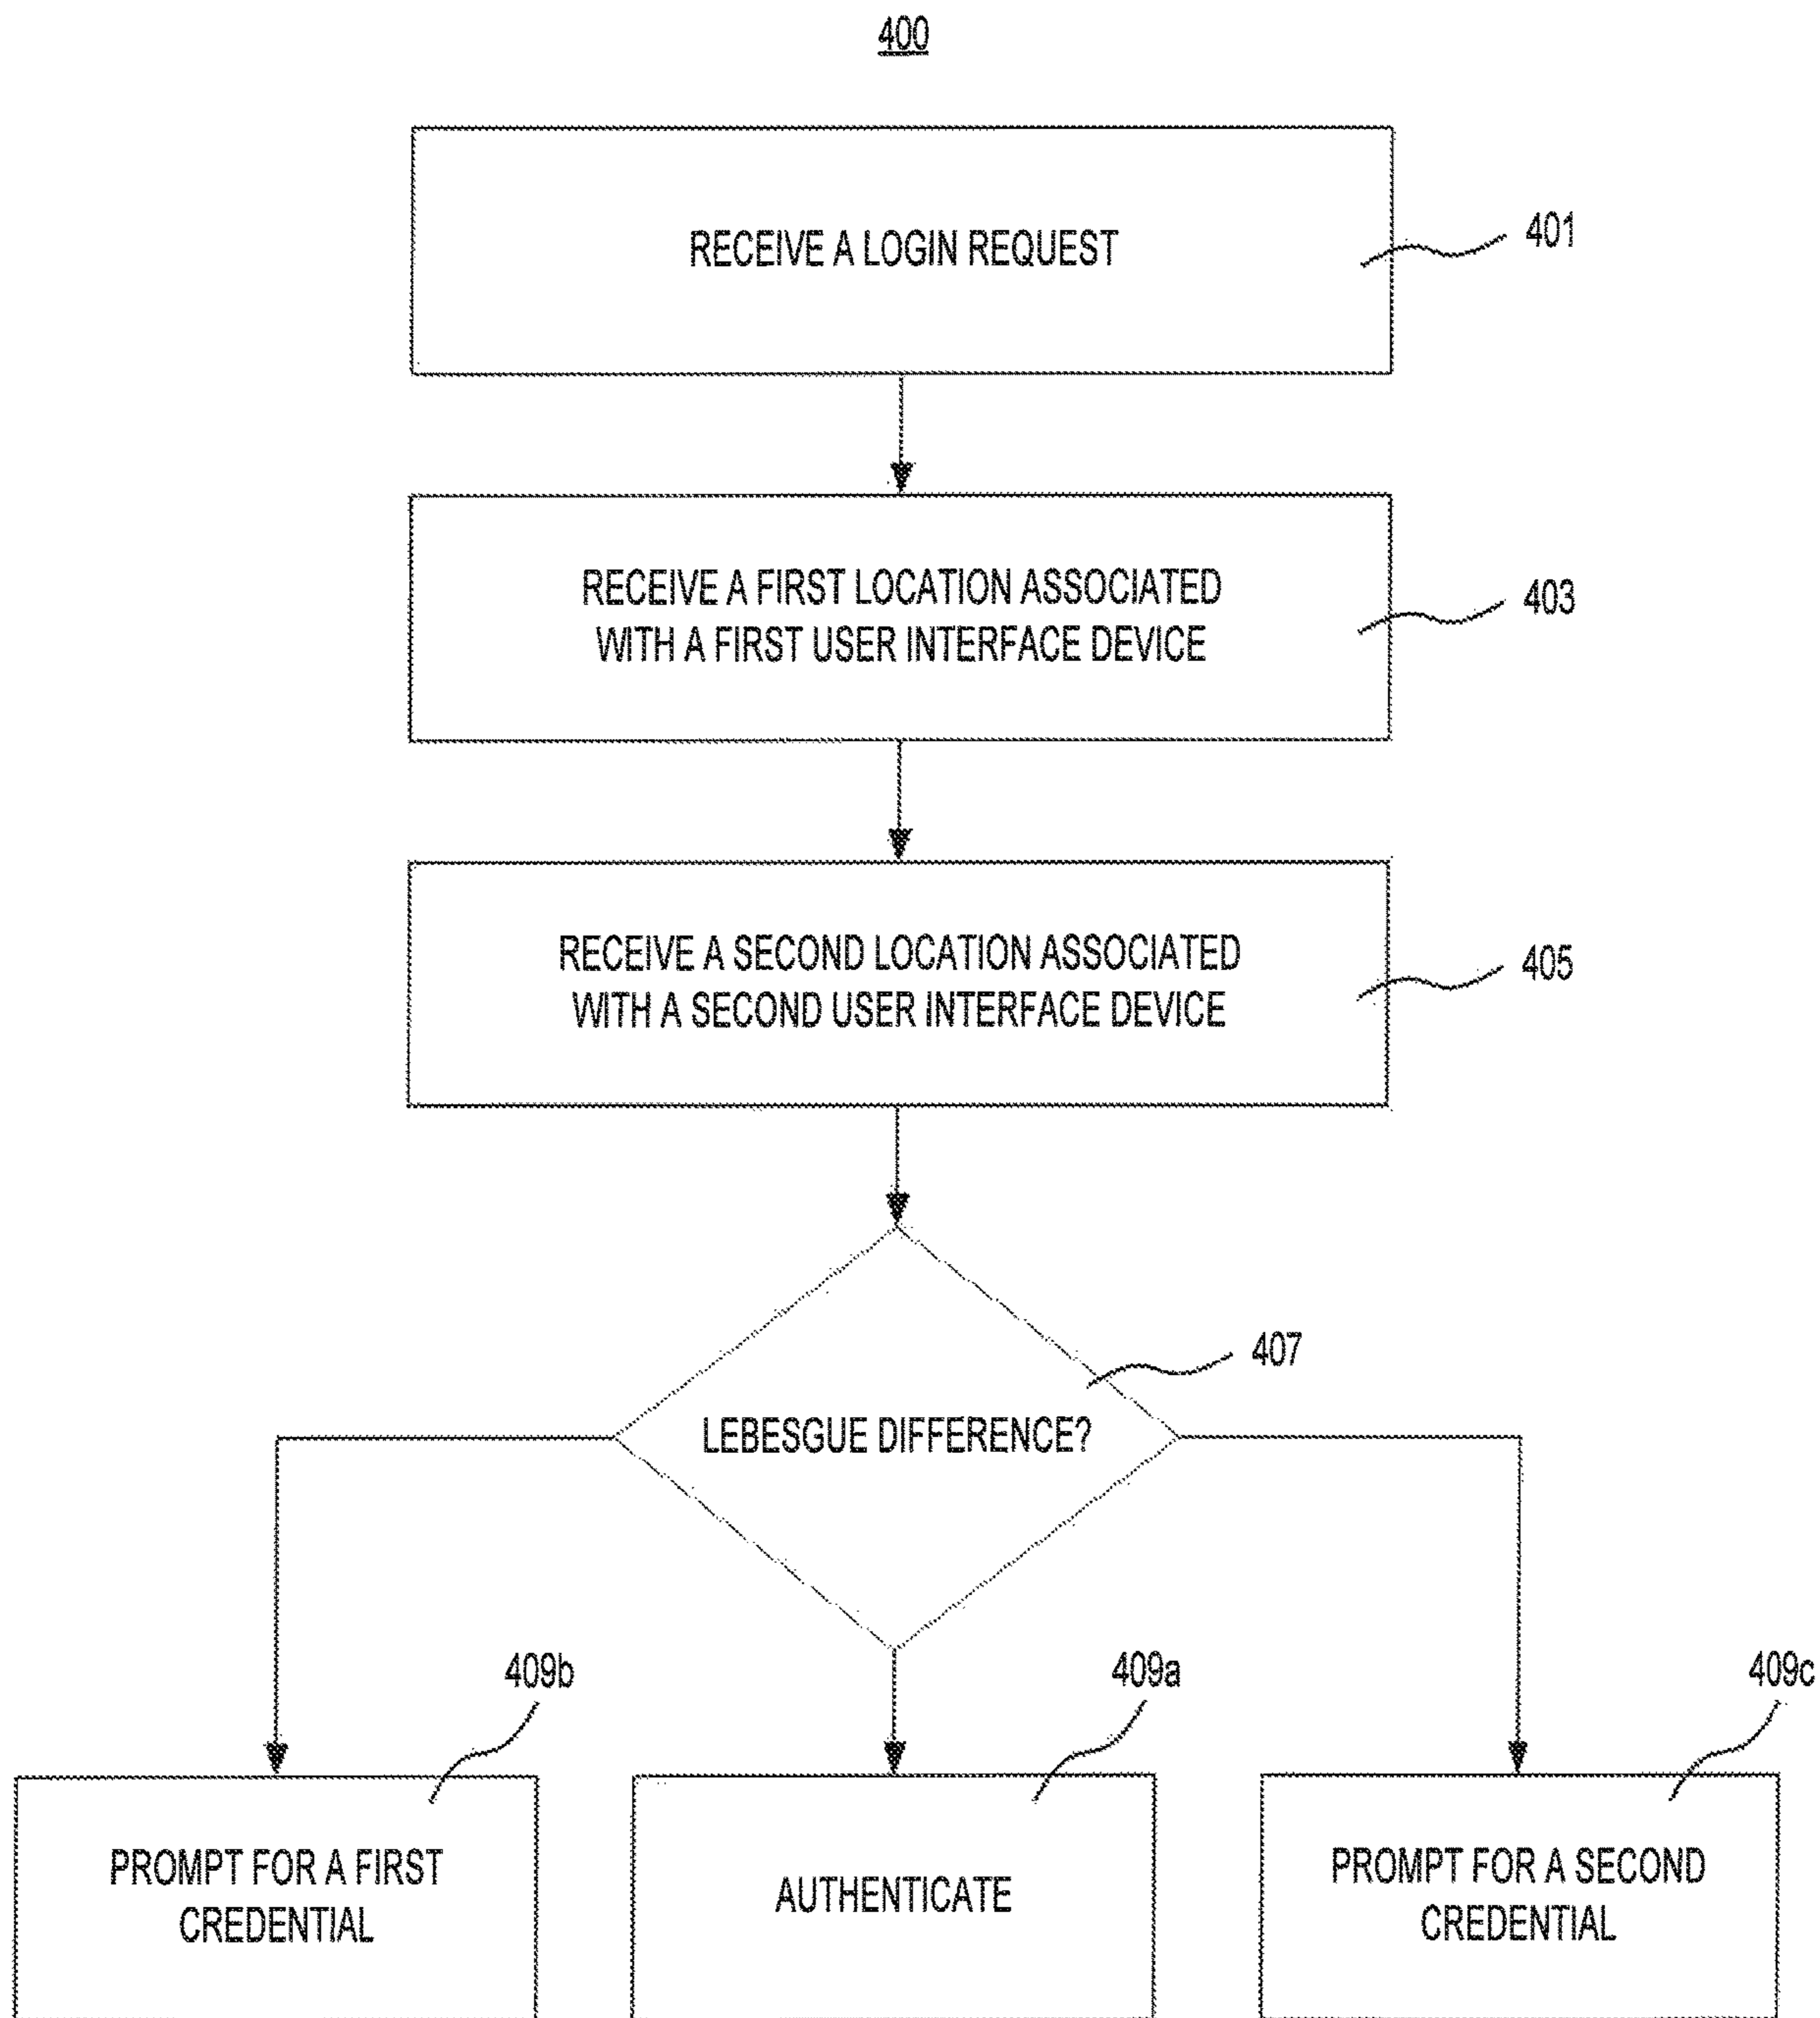 400
RECEIVE A LOGIN REQUEST
401
RECEIVE A FIRST LOCATION ASSOCIATED
WITH A FIRST USER INTERFACE DEVICE
403
RECEIVE A SECOND LOCATION ASSOCIATED
WITH A SECOND USER INTERFACE DEVICE
405
407
LEBESGUE DIFFERENCE?
409b
409a
409c
PROMPT FOR A FIRST
CREDENTIAL
AUTHENTICATE
PROMPT FOR A SECOND
CREDENTIAL